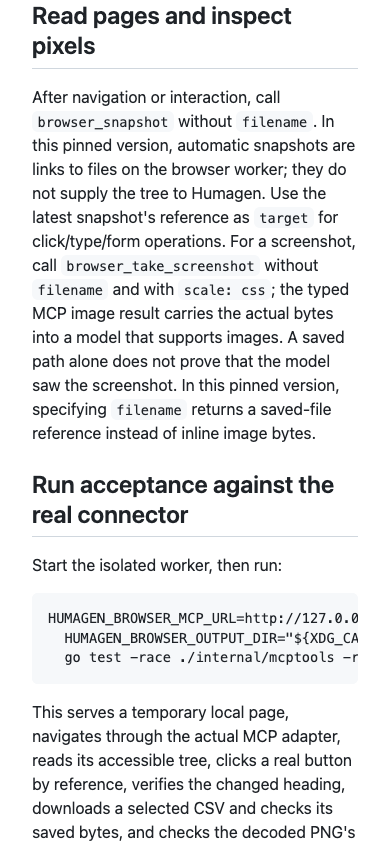 Read pages and inspect
pixels
After navigation or interaction, call
browser_snapshot without filename. In
this pinned version, automatic snapshots are
links to files on the browser worker; they do
not supply the tree to Humagen. Use the
latest snapshot's reference as target for
click/type/form operations. For a screenshot,
call browser_take_screenshot without
filename and with scale: css; the typed
MCP image result carries the actual bytes
into a model that supports images. A saved
path alone does not prove that the model
saw the screenshot. In this pinned version,
specifying filename returns a saved-file
reference instead of inline image bytes.
Run acceptance against the
real connector
Start the isolated worker, then run:
HUMAGEN_BROWSER_MCP_URL=http://127.0.0
HUMAGEN_BROWSER_OUTPUT_DIR="${XDG_CA
go test -race ./internal/mcptools -r
This serves a temporary local page,
navigates through the actual MCP adapter,
reads its accessible tree, clicks a real button
by reference, verifies the changed heading,
downloads a selected CSV and checks its
saved bytes, and checks the decoded PNG's